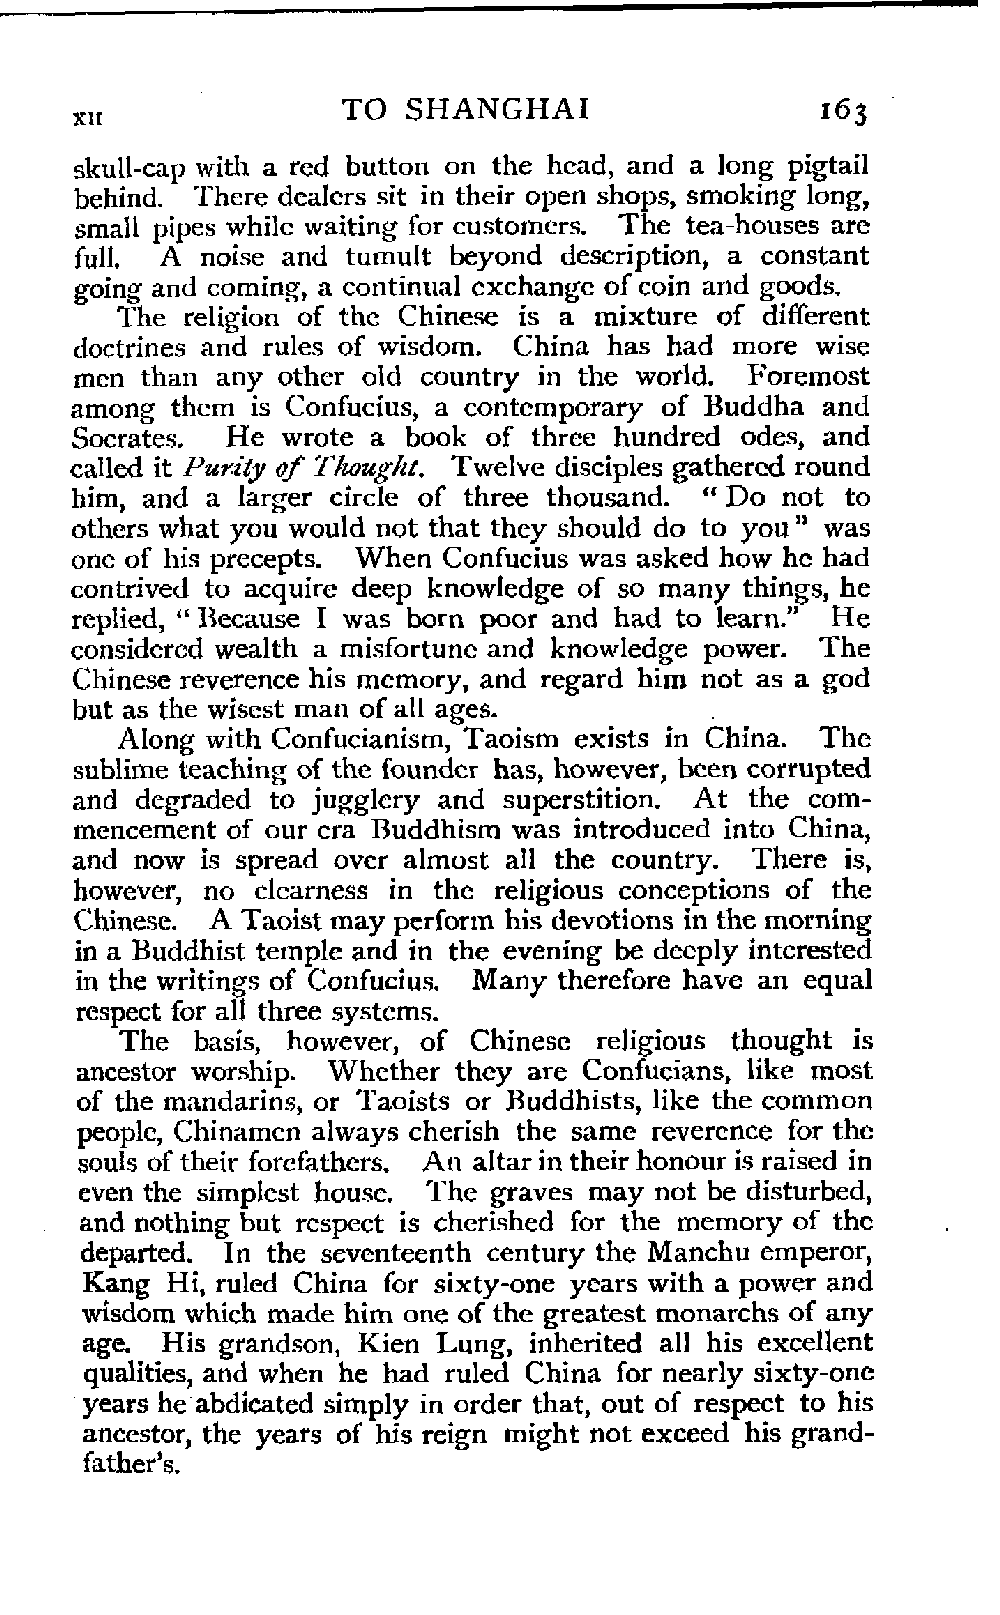 XII TO SHANGHAI 163
skull-cap with a red button on the head, and a long pigtail
behind. There dealers sit in their open shops, smoking long,
small pipes while waiting for customers. The tea-houses are
full. A noise and tumult beyond description, a constant
going and coming, a continual exchange of coin and goods.
The religion of the Chinese is a mixture of different
doctrines and rules of wisdom. China has had more wise
men than any other old country in the world. Foremost
among them is Confucius, a contemporary of Buddha and
Socrates. He wrote a book of three hundred odes, and
called it Purity of Thought. Twelve disciples gathered round
him, and a larger circle of three thousand. "Do not to
others what you would not that they should do to you" was
one of his precepts. When Confucius was asked how he had
contrived to acquire deep knowledge of so many things, he
replied, "Because I was born poor and had to learn." He
considered wealth a misfortune and knowledge power. The
Chinese reverence his memory, and regard him not as a god
but as the wisest man of all ages.
Along with Confucianism, Taoism exists in China. The
sublime teaching of the founder has, however, been corrupted
and degraded to jugglery and superstition. At the com-
mencement of our era Buddhism was introduced into China,
and now is spread over almost all the country. There is,
however, no clearness in the religious conceptions of the
Chinese. A Taoist may perform his devotions in the morning
in a Buddhist temple and in the evening be deeply interested
in the writings of Confucius. Many therefore have an equal
respect for all three systems.
The basis, however, of Chinese religious thought is
ancestor worship. Whether they are Confucians, like most
of the mandarins, or Taoists or Buddhists, like the common
people, Chinamen always cherish the same reverence for the
souls of their forefathers. An altar in their honour is raised in
even the simplest house. The graves may not be disturbed,
and nothing but respect is cherished for the memory of the
departed. In the seventeenth century the Manchu emperor,
Kang Hi, ruled China for sixty-one years with a power and
wisdom which made him one of the greatest monarchs of any
age. His grandson, Kien Lung, inherited all his excellent
qualities, and when he had ruled China for nearly sixty-one
years he abdicated simply in order that, out of respect to his
ancestor, the years of his reign might not exceed his grand-
father's.